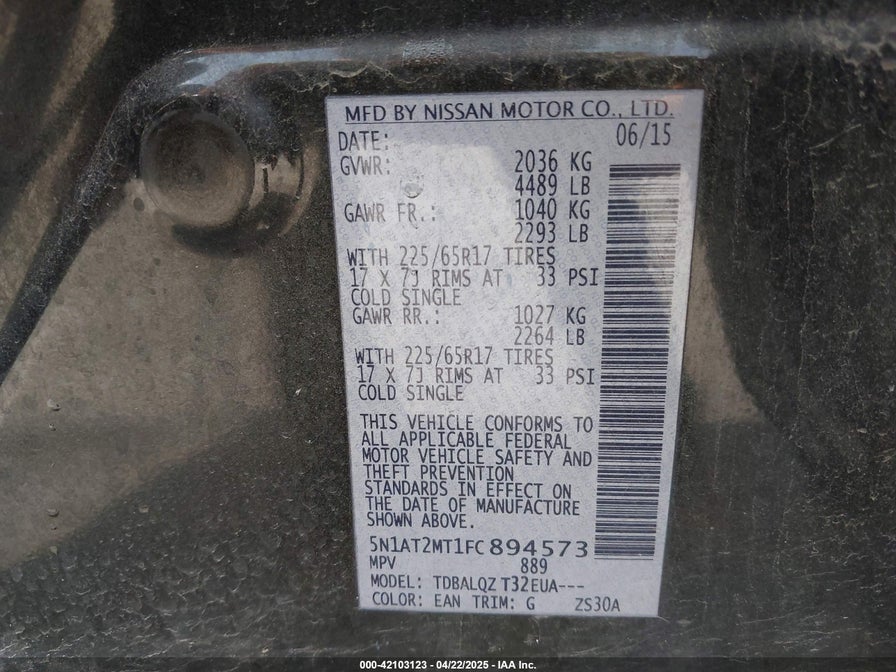 MFD BY NISSAN MOTOR CO., LTD.
DATE: 06/15
GVWR: 2036 KG
4489 LB
GAWR FR.: 1040 KG
2293 LB
WITH 225/65R17 TIRES
17 X 7J RIMS AT 33 PSI
COLD SINGLE
GAWR RR.: 1027 KG
2264 LB
WITH 225/65R17 TIRES
17 X 7J RIMS AT 33 PSI
COLD SINGLE
THIS VEHICLE CONFORMS TO
ALL APPLICABLE FEDERAL
MOTOR VEHICLE SAFETY AND
THEFT PREVENTION
STANDARDS IN EFFECT ON
THE DATE OF MANUFACTURE
SHOWN ABOVE.
5N1AT2MT1FC894573
MPV 889
MODEL: TDBALQZ T32EUA---
COLOR: EAN TRIM: G ZS30A
000-42103123 - 04/22/2025 - IAA Inc.